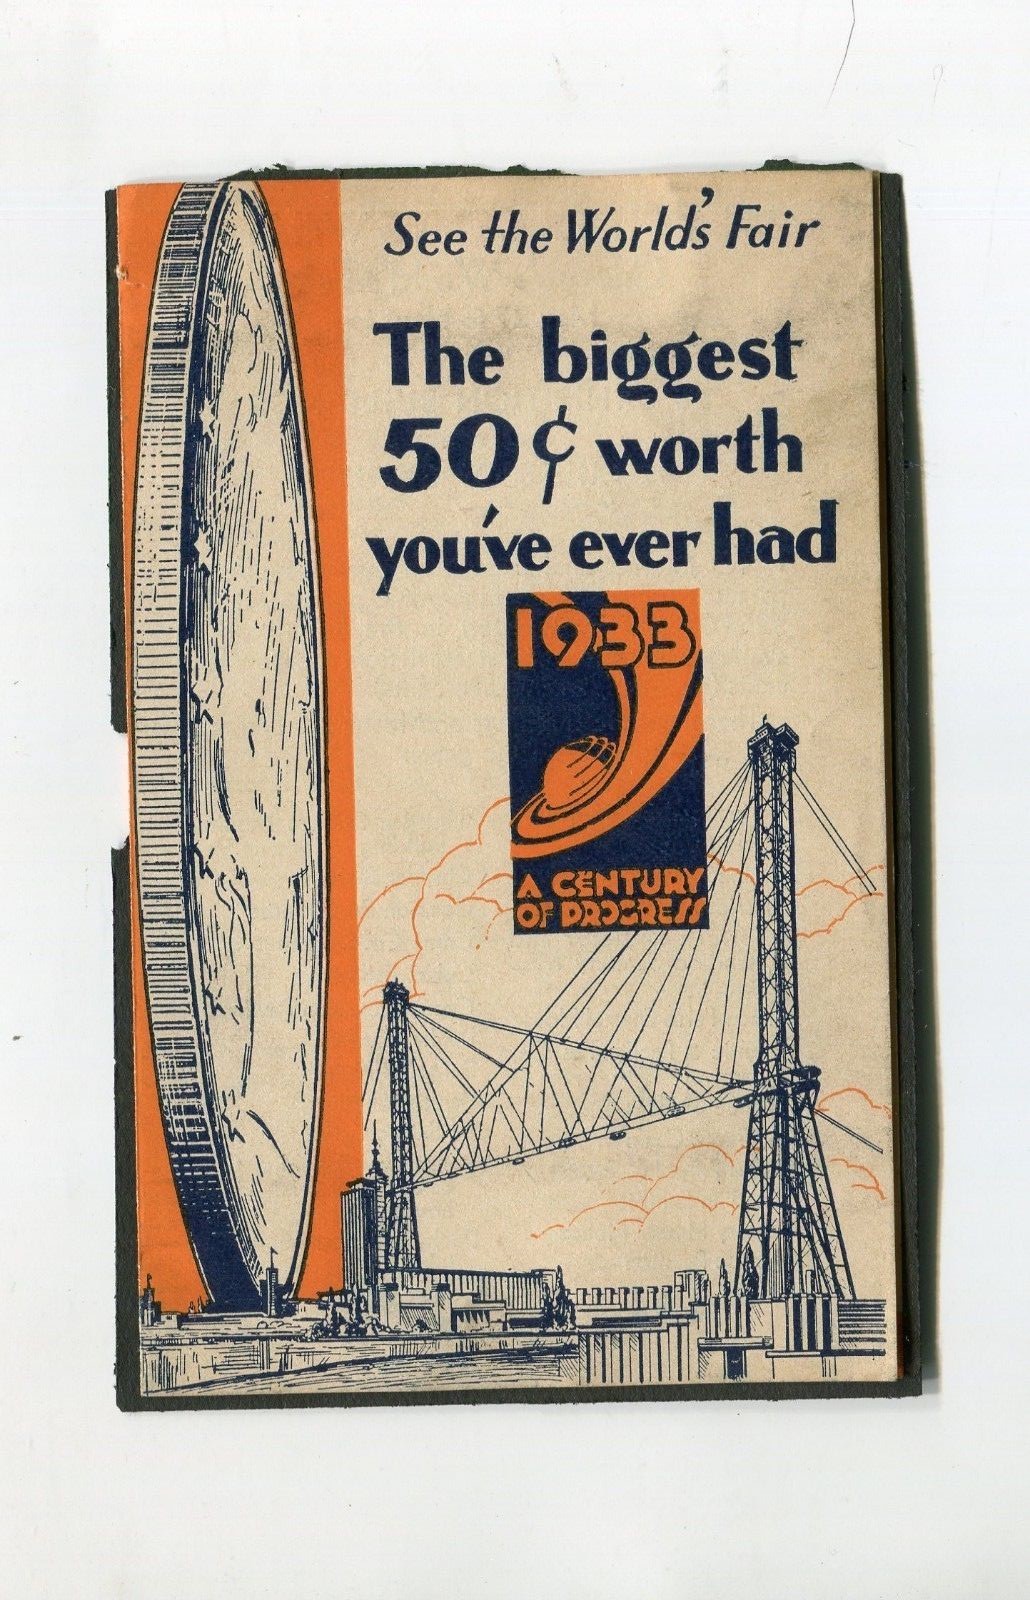 See the World's Fair
The biggest
50¢ worth
you've ever had
1933
A CENTURY
OF PROGRESS